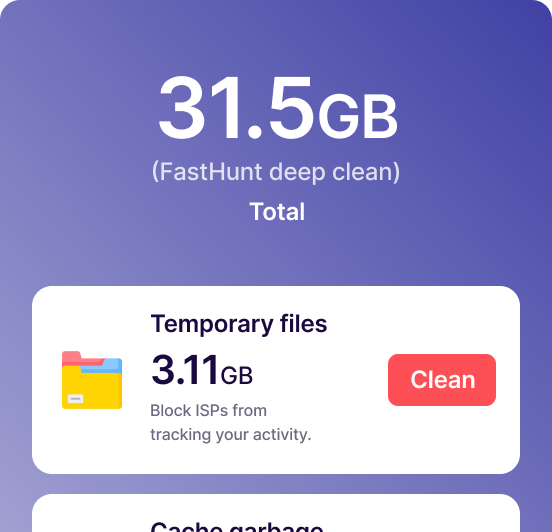 31.5GB
(FastHunt deep clean)
Total
Temporary files
3.11GB
Clean
Block ISPs from
tracking your activity.
Cache garbage